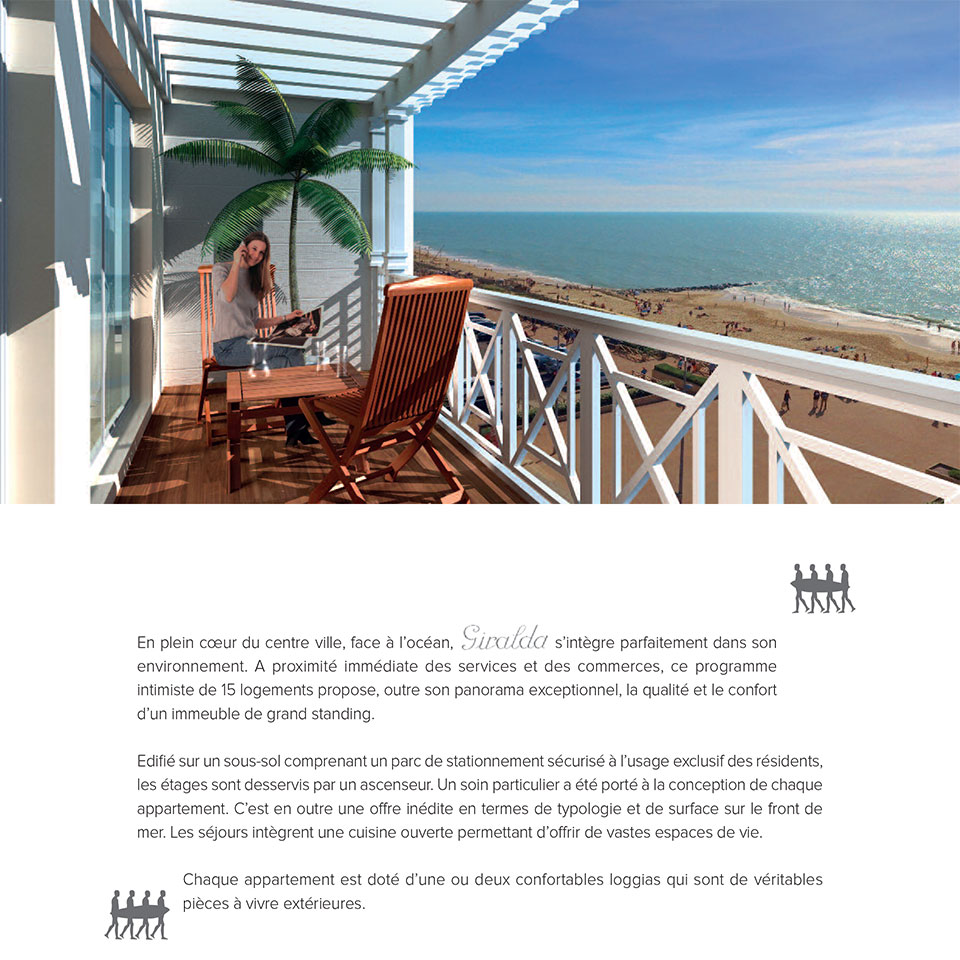 En plein cœur du centre ville, face à l’océan, Giralda s’intègre parfaitement dans son
environnement. A proximité immédiate des services et des commerces, ce programme
intimiste de 15 logements propose, outre son panorama exceptionnel, la qualité et le confort
d’un immeuble de grand standing.
Edifié sur un sous-sol comprenant un parc de stationnement sécurisé à l’usage exclusif des résidents,
les étages sont desservis par un ascenseur. Un soin particulier a été porté à la conception de chaque
appartement. C’est en outre une offre inédite en termes de typologie et de surface sur le front de
mer. Les séjours intègrent une cuisine ouverte permettant d’offrir de vastes espaces de vie.
Chaque appartement est doté d’une ou deux confortables loggias qui sont de véritables
pièces à vivre extérieures.